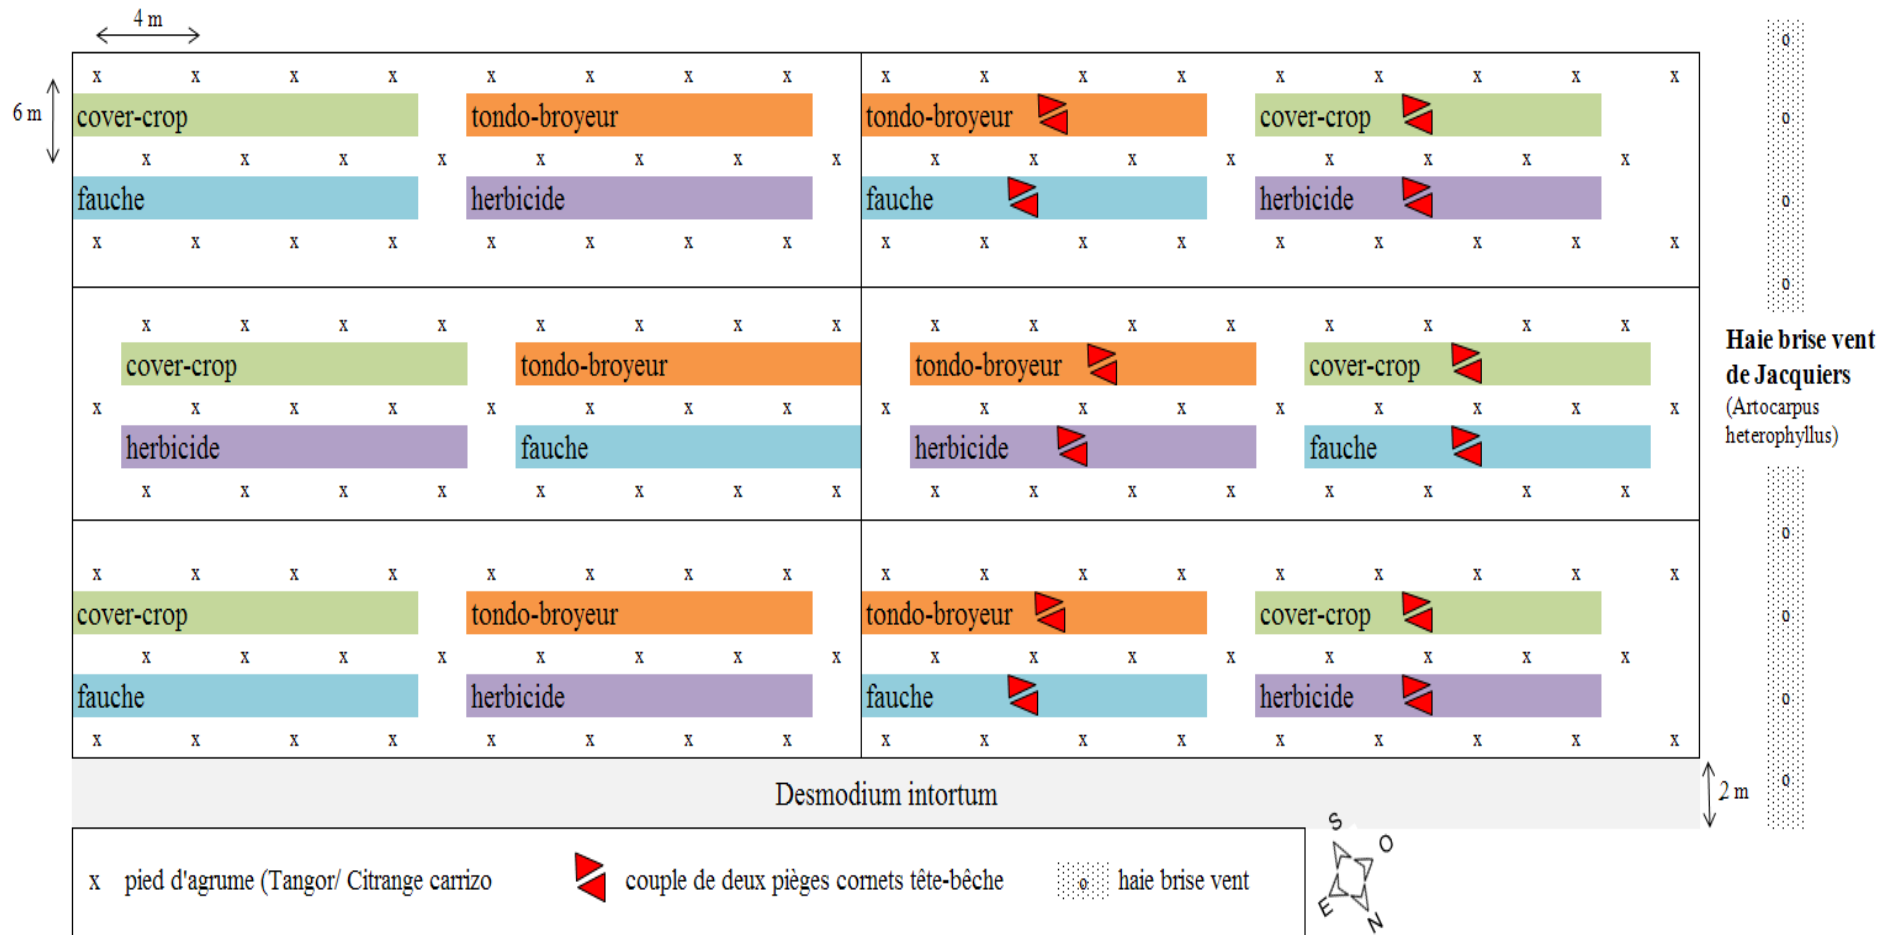 4 m
x x x x x x x x x x x x x x x x x
6 m
cover-crop tondo-broyeur tondo-broyeur cover-crop
x x x x x x x x x x x x x x x x
fauche herbicide fauche herbicide
x x x x x x x x x x x x x x x x x
x x x x x x x x x x x x x x x x
cover-crop tondo-broyeur tondo-broyeur cover-crop
x x x x x x x x x x x x x x x x x
herbicide fauche herbicide fauche
x x x x x x x x x x x x x x x x
x x x x x x x x x x x x x x x x x
cover-crop tondo-broyeur tondo-broyeur cover-crop
x x x x x x x x x x x x x x x x
fauche herbicide fauche herbicide
x x x x x x x x x x x x x x x x x
o
o
o
o
Haie brise vent
de Jacquiers
(Artocarpus
heterophyllus)
o
o
o
o
Desmodium intortum
2 m
x pied d'agrume (Tangor/ Citrange carrizo
couple de deux pièges cornets tête-bêche
o haie brise vent
S
O
E
N